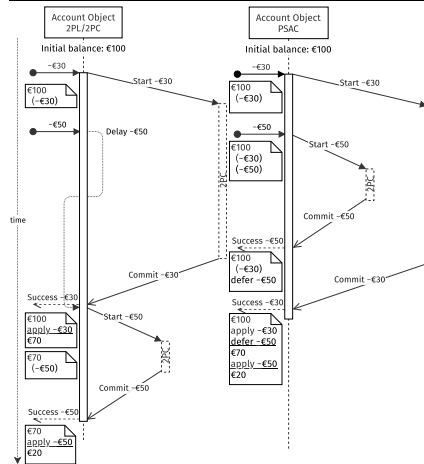 Account Object
2PL/2PC
Initial balance: €100
−€30
Start −€30
€100
(−€30)
−€50
Delay −€50
2PC
time
Commit −€30
Success −€30
€100
apply −€30
€70
Start −€50
€70
(−€50)
2PC
Commit −€50
Success −€50
€70
apply −€50
€20
Account Object
PSAC
Initial balance: €100
−€30
Start −€30
€100
(−€30)
−€50
Start −€50
€100
(−€30)
(−€50)
2PC
Commit −€50
Success −€50
€100
(−€30)
defer −€50
Commit −€30
Success −€30
€100
apply −€30
defer −€50
€70
apply −€50
€20